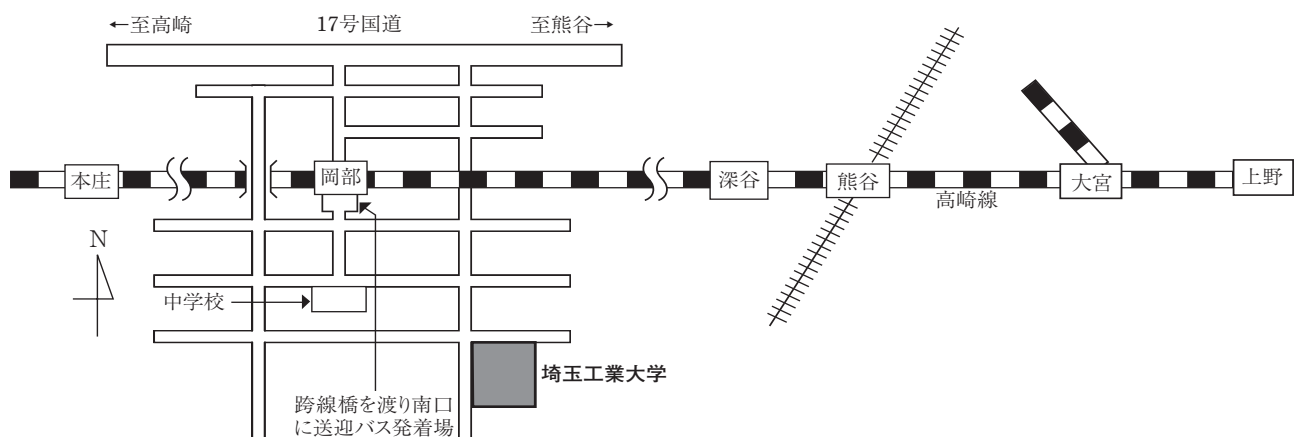 ←至高崎
17号国道
至熊谷→
本庄
岡部
深谷
熊谷
大宮
上野
高崎線
N
中学校
埼玉工業大学
跨線橋を渡り南口
に送迎バス発着場